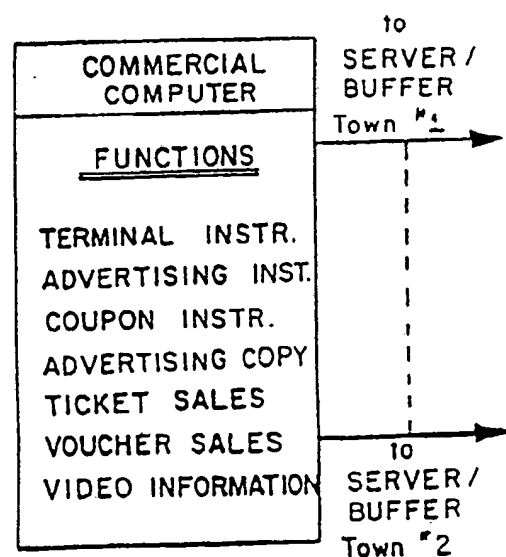 COMMERCIAL
COMPUTER
FUNCTIONS
TERMINAL INSTR.
ADVERTISING INST.
COUPON INSTR.
ADVERTISING COPY
TICKET SALES
VOUCHER SALES
VIDEO INFORMATION
to
SERVER/
BUFFER
Town #1
to
SERVER/
BUFFER
Town #2